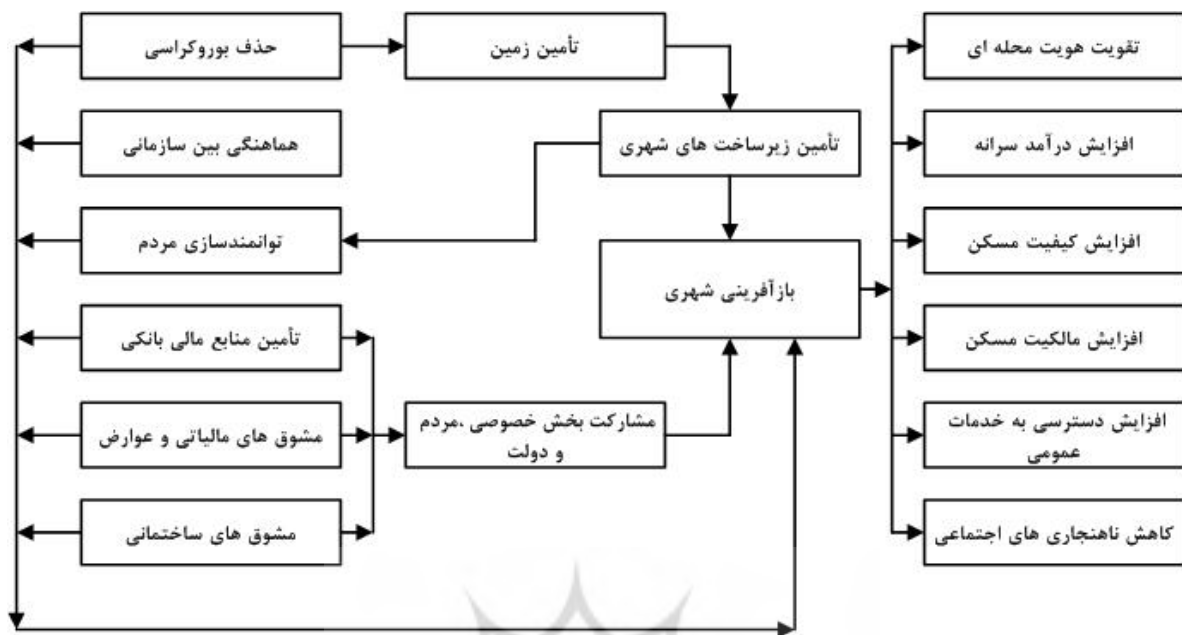 حذف بوروکراسی
تأمین زمین
تقویت هویت محله ای
هماهنگی بین سازمانی
تأمین زیرساخت های شهری
افزایش درآمد سرانه
توانمندسازی مردم
بازآفرینی شهری
افزایش کیفیت مسکن
تأمین منابع مالی بانکی
افزایش مالکیت مسکن
مشوق های مالیاتی و عوارض
مشارکت بخش خصوصی ،مردم
و دولت
افزایش دسترسی به خدمات
عمومی
مشوق های ساختمانی
کاهش ناهنجاری های اجتماعی